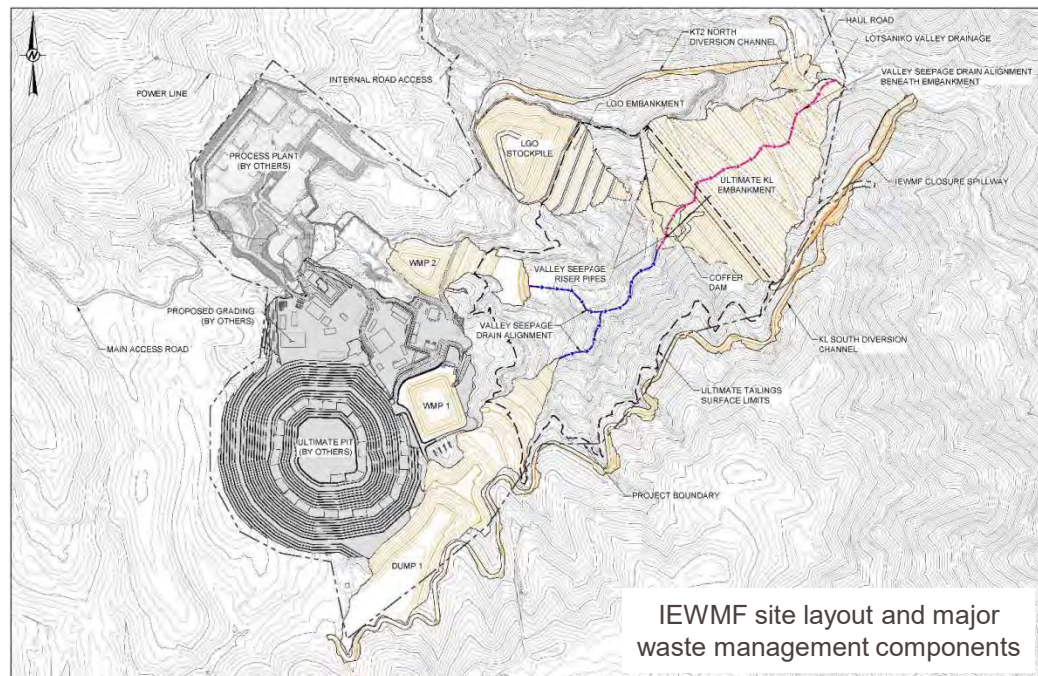 HAUL ROAD
KT2 NORTH
DIVERSION CHANNEL
LOTSANIKO VALLEY DRAINAGE
INTERNAL ROAD ACCESS
VALLEY SEEPAGE DRAIN ALIGNMENT
BENEATH EMBANKMENT
POWER LINE
LGO EMBANKMENT
LGO
STOCKPILE
PROCESS PLANT
(BY OTHERS)
ULTIMATE KL
EMBANKMENT
IEWMF CLOSURE SPILLWAY
WMP 2
VALLEY SEEPAGE
RISER PIPES
COFFER
DAM
PROPOSED GRADING
(BY OTHERS)
VALLEY SEEPAGE
DRAIN ALIGNMENT
KL SOUTH DIVERSION
CHANNEL
MAIN ACCESS ROAD
ULTIMATE TAILINGS
SURFACE LIMITS
WMP 1
ULTIMATE PIT
(BY OTHERS)
PROJECT BOUNDARY
DUMP 1
IEWMF site layout and major
waste management components